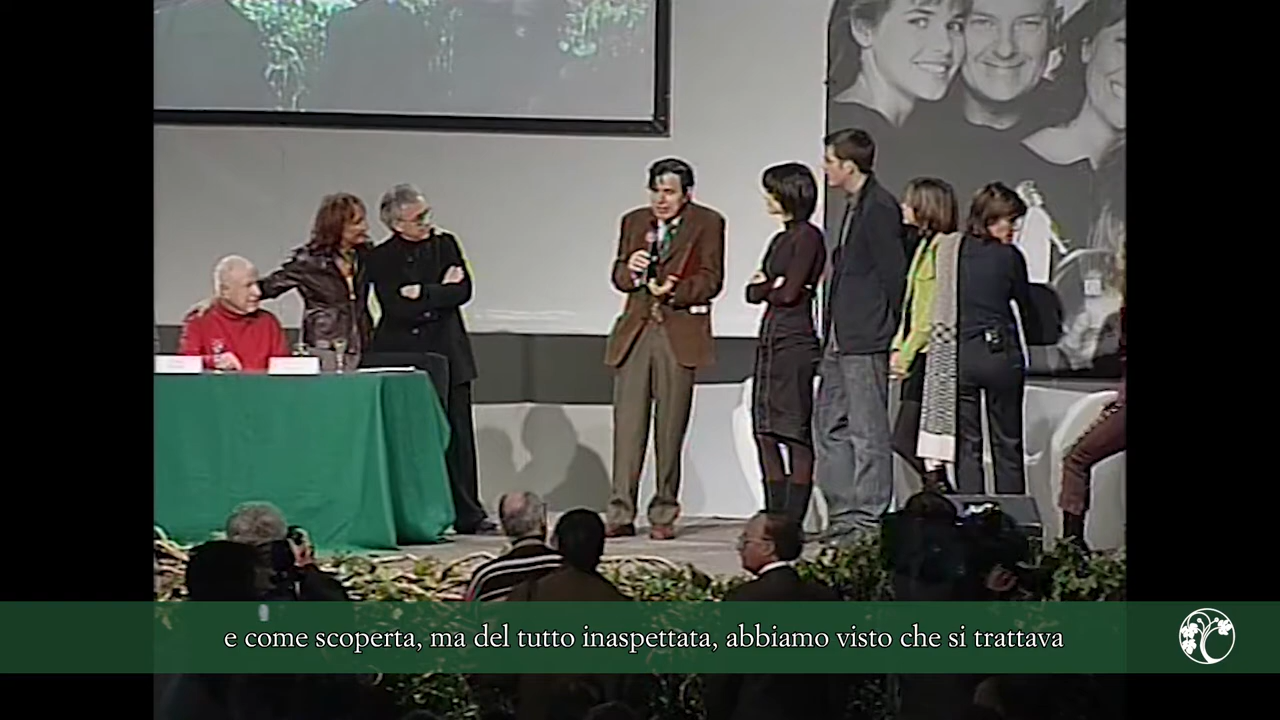 e come scoperta, ma del tutto inaspettata, abbiamo visto che si trattava